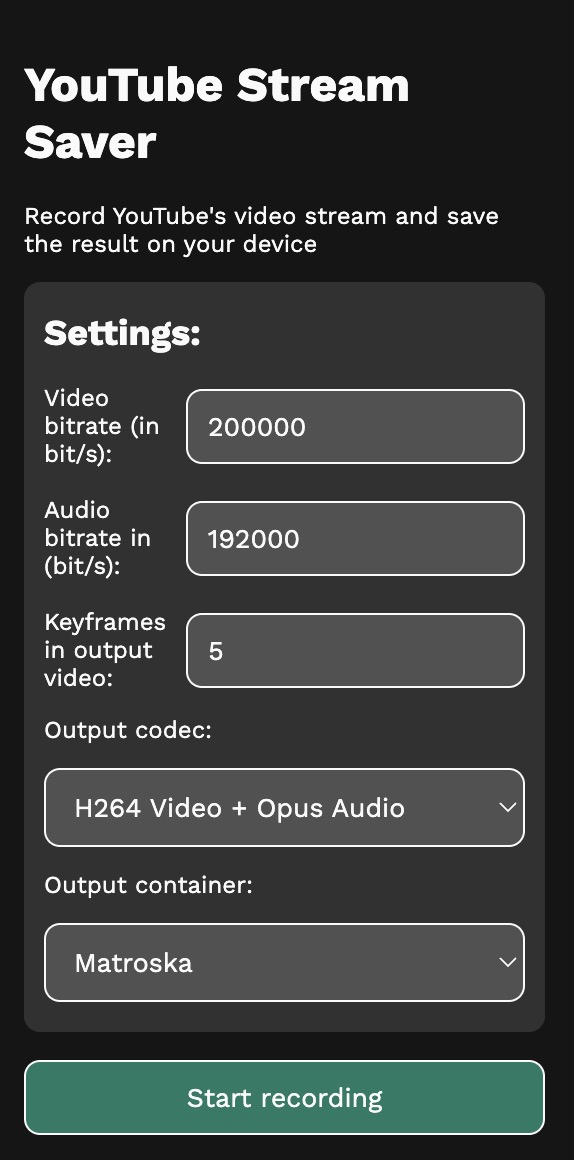 YouTube Stream
Saver
Record YouTube's video stream and save
the result on your device
Settings:
Video
bitrate (in
bit/s):
200000
Audio
bitrate in
(bit/s):
192000
Keyframes
in output
video:
5
Output codec:
H264 Video + Opus Audio
Output container:
Matroska
Start recording